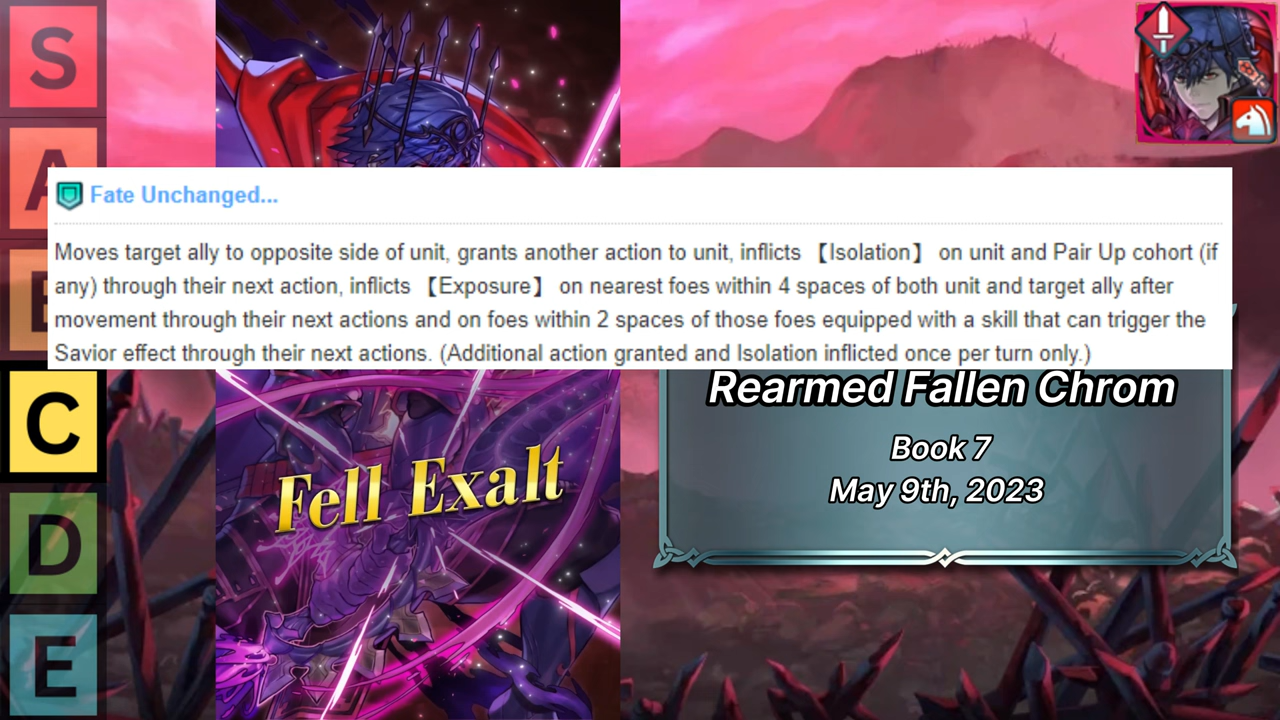 S
A
Fate Unchanged...
Moves target ally to opposite side of unit, grants another action to unit, inflicts 【Isolation】 on unit and Pair Up cohort (if
any) through their next action, inflicts 【Exposure】 on nearest foes within 4 spaces of both unit and target ally after
movement through their next actions and on foes within 2 spaces of those foes equipped with a skill that can trigger the
Savior effect through their next actions. (Additional action granted and Isolation inflicted once per turn only.)
Rearmed Fallen Chrom
Book 7
May 9th, 2023
Fell Exalt
C
D
E